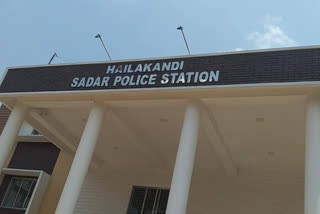 HAILAKANDI
SADAR POLICE STATION